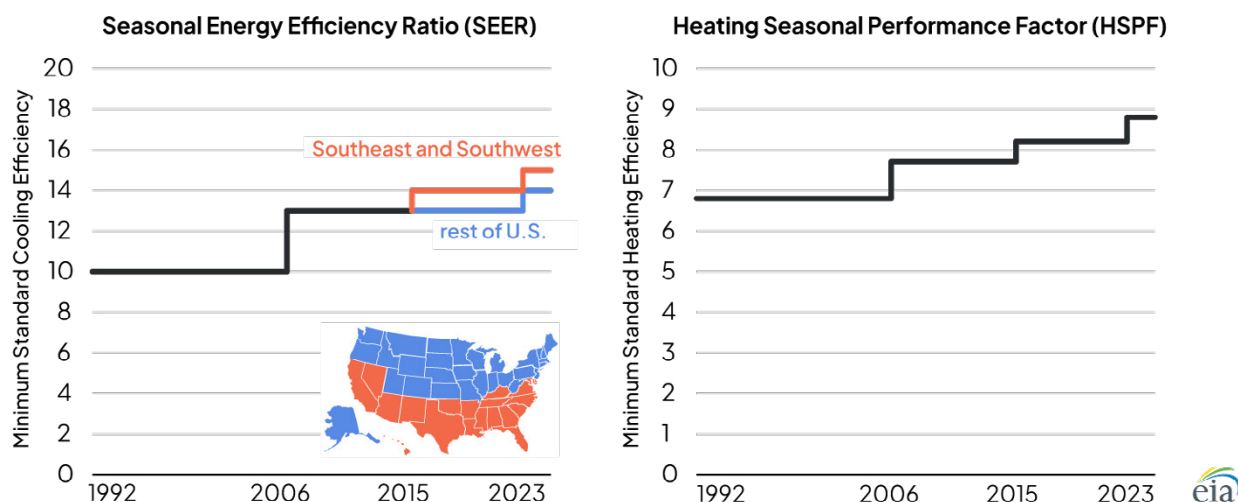 Seasonal Energy Efficiency Ratio (SEER)
Minimum Standard Cooling Efficiency
20
18
16
14
12
10
8
6
4
2
0
Southeast and Southwest
rest of U.S.
1992 2006 2015 2023
Heating Seasonal Performance Factor (HSPF)
Minimum Standard Heating Efficiency
10
9
8
7
6
5
4
3
2
1
0
1992 2006 2015 2023
eia